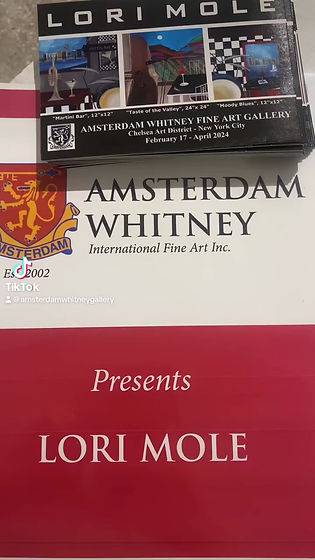 LORI MOLE
"Martini Bar", 12"x12"
"Taste of the Valley", 24"x 24"
"Moody Blues", 12"x12"
AMSTERDAM WHITNEY FINE ART GALLERY
Chelsea Art District - New York City
February 17 - April 2024
AMSTERDAM
WHITNEY
International Fine Art Inc.
AMSTERDAM
2002
TikTok
@amsterdamwhitneygallery
Presents
LORI MOLE